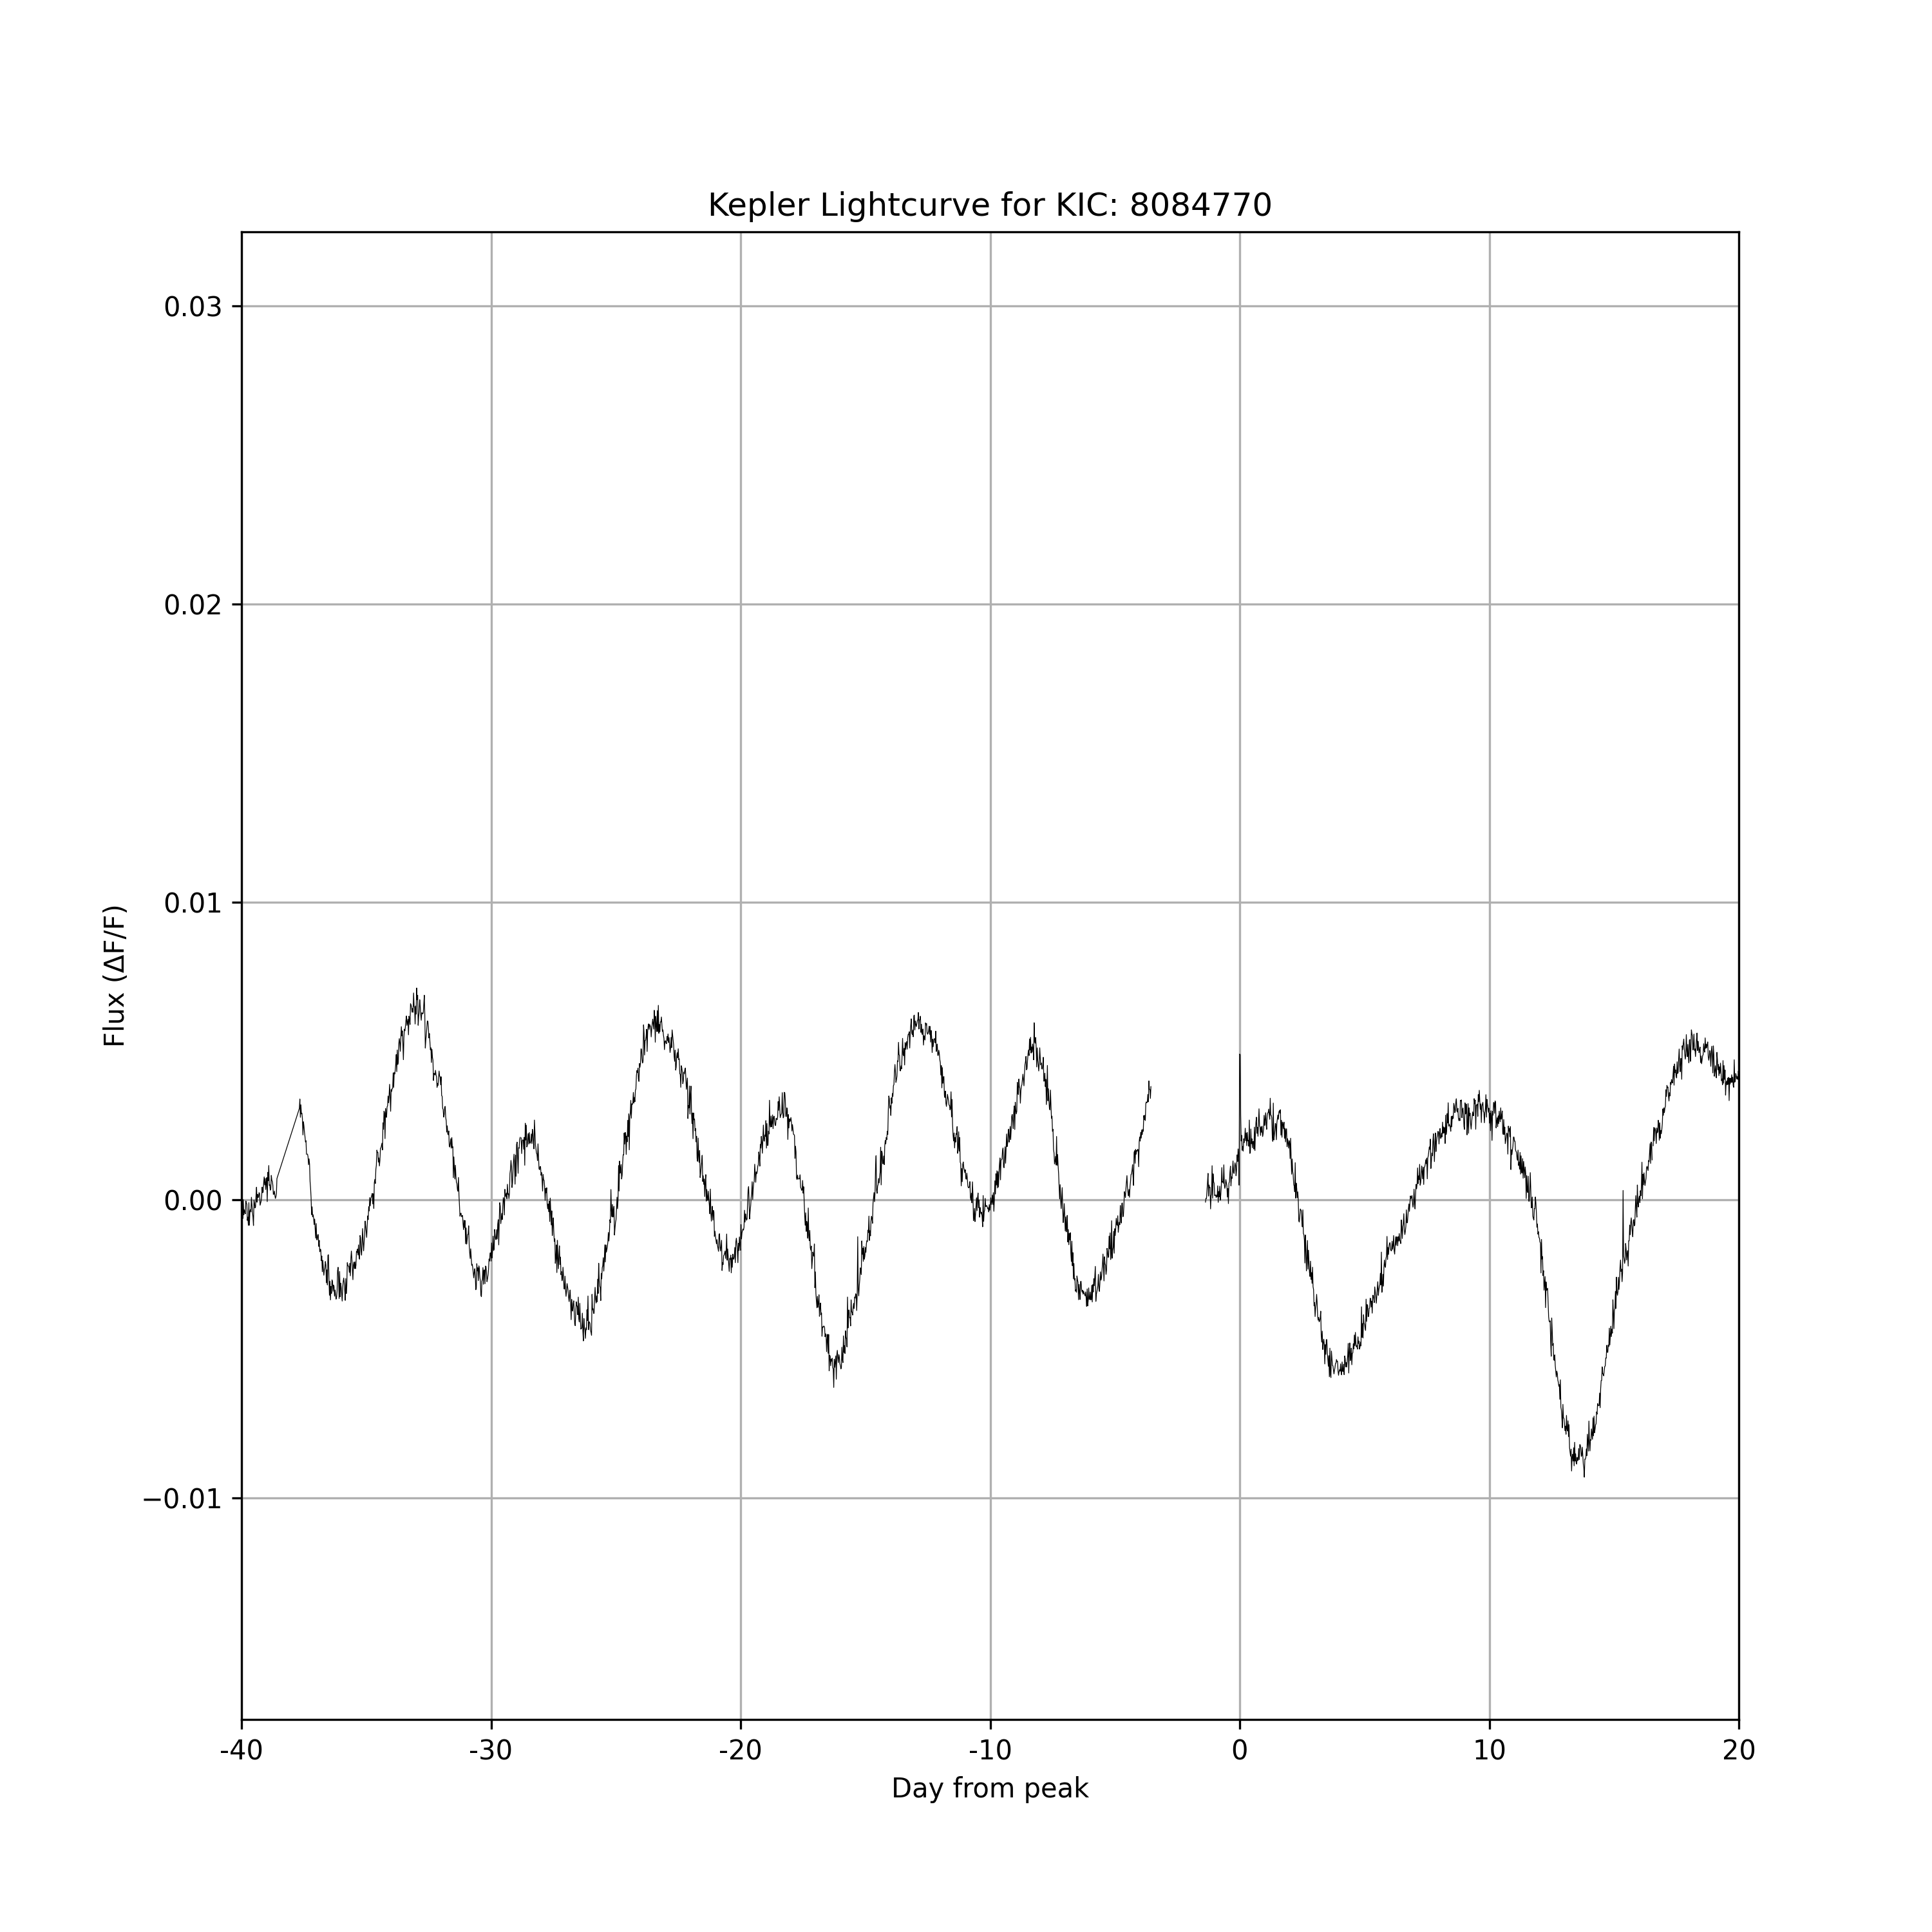 Kepler Lightcurve for KIC: 8084770
0.03
0.02
0.01
0.00
−0.01
Flux (ΔF/F)
-40 -30 -20 -10 0 10 20
Day from peak